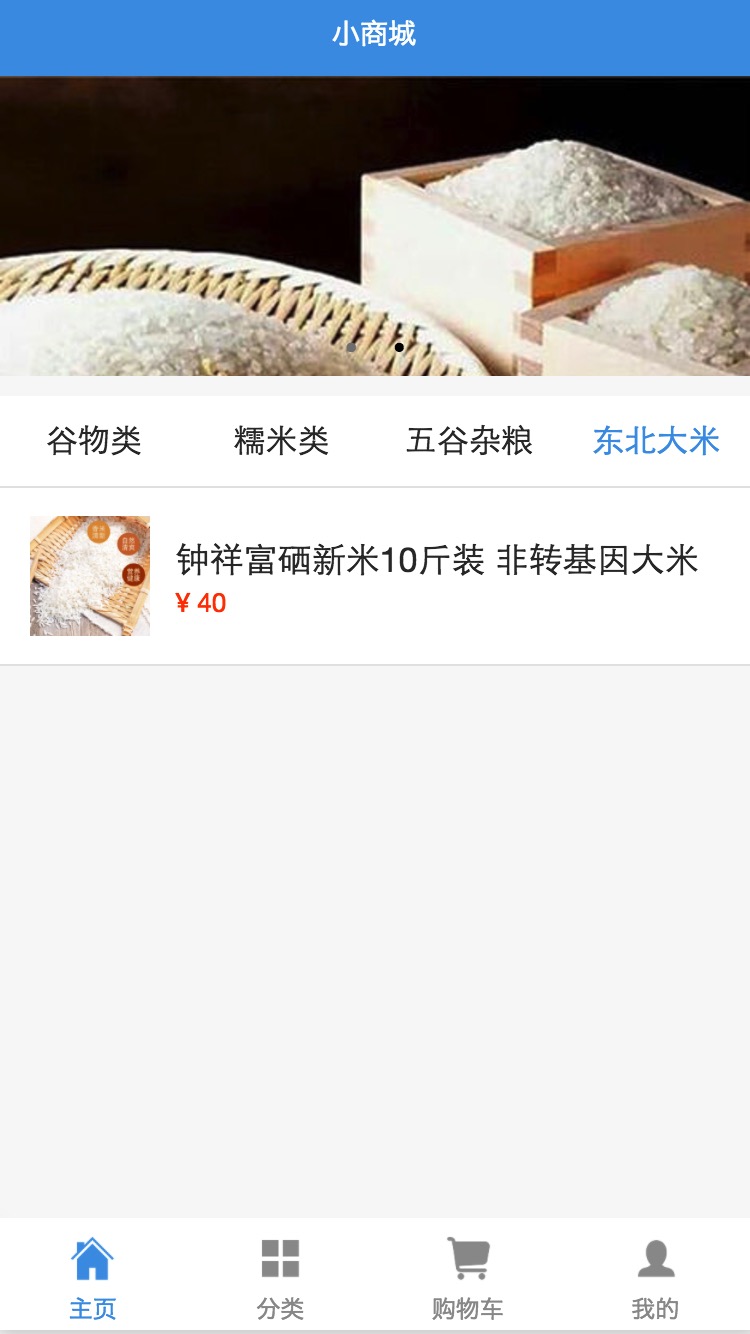 小商城
谷物类 糯米类 五谷杂粮 东北大米
钟祥富硒新米10斤装 非转基因大米
¥ 40
主页 分类 购物车 我的